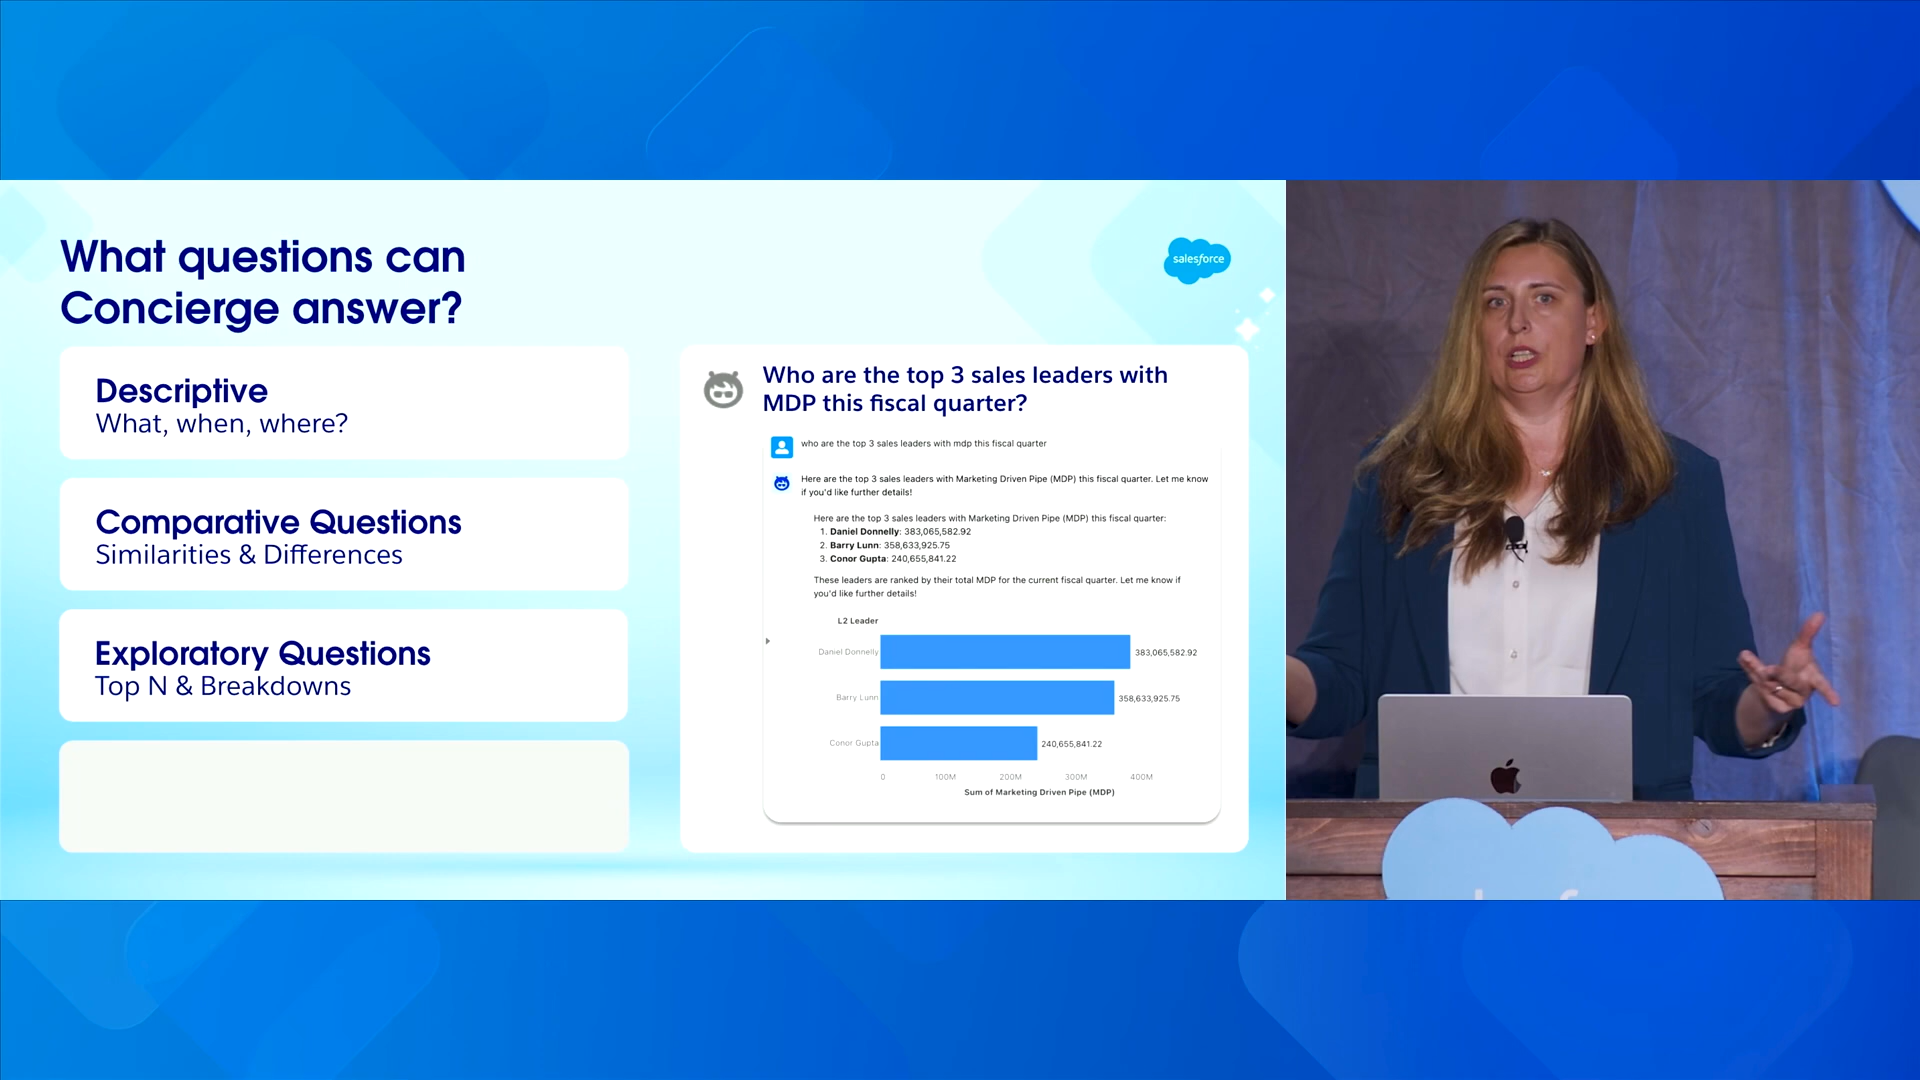 What questions can
Concierge answer?
salesforce
Descriptive
What, when, where?
Comparative Questions
Similarities & Differences
Exploratory Questions
Top N & Breakdowns
Who are the top 3 sales leaders with
MDP this fiscal quarter?
who are the top 3 sales leaders with mdp this fiscal quarter
Here are the top 3 sales leaders with Marketing Driven Pipe (MDP) this fiscal quarter. Let me know
if you'd like further details!
Here are the top 3 sales leaders with Marketing Driven Pipe (MDP) this fiscal quarter:
1. Daniel Donnelly: 383,065,582.92
2. Barry Lunn: 358,633,925.75
3. Conor Gupta: 240,655,841.22
These leaders are ranked by their total MDP for the current fiscal quarter. Let me know if
you'd like further details!
L2 Leader
Daniel Donnelly 383,065,582.92
Barry Lunn 358,633,925.75
Conor Gupta 240,655,841.22
0 100M 200M 300M 400M
Sum of Marketing Driven Pipe (MDP)